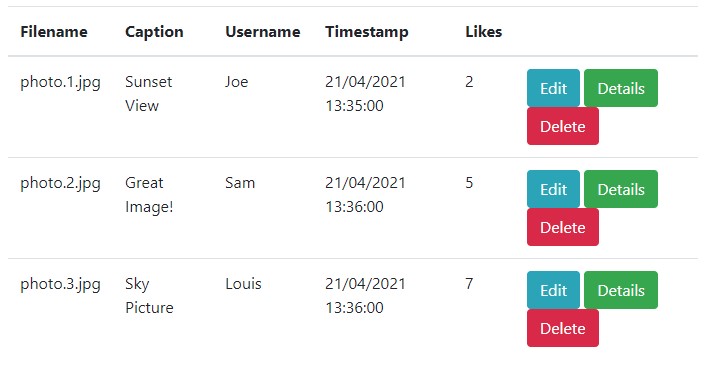 Filename Caption Username Timestamp Likes
photo.1.jpg Sunset Joe 21/04/2021 2 Edit Details
View 13:35:00
Delete
photo.2.jpg Great Sam 21/04/2021 5 Edit Details
Image! 13:36:00
Delete
photo.3.jpg Sky Louis 21/04/2021 7 Edit Details
Picture 13:36:00
Delete